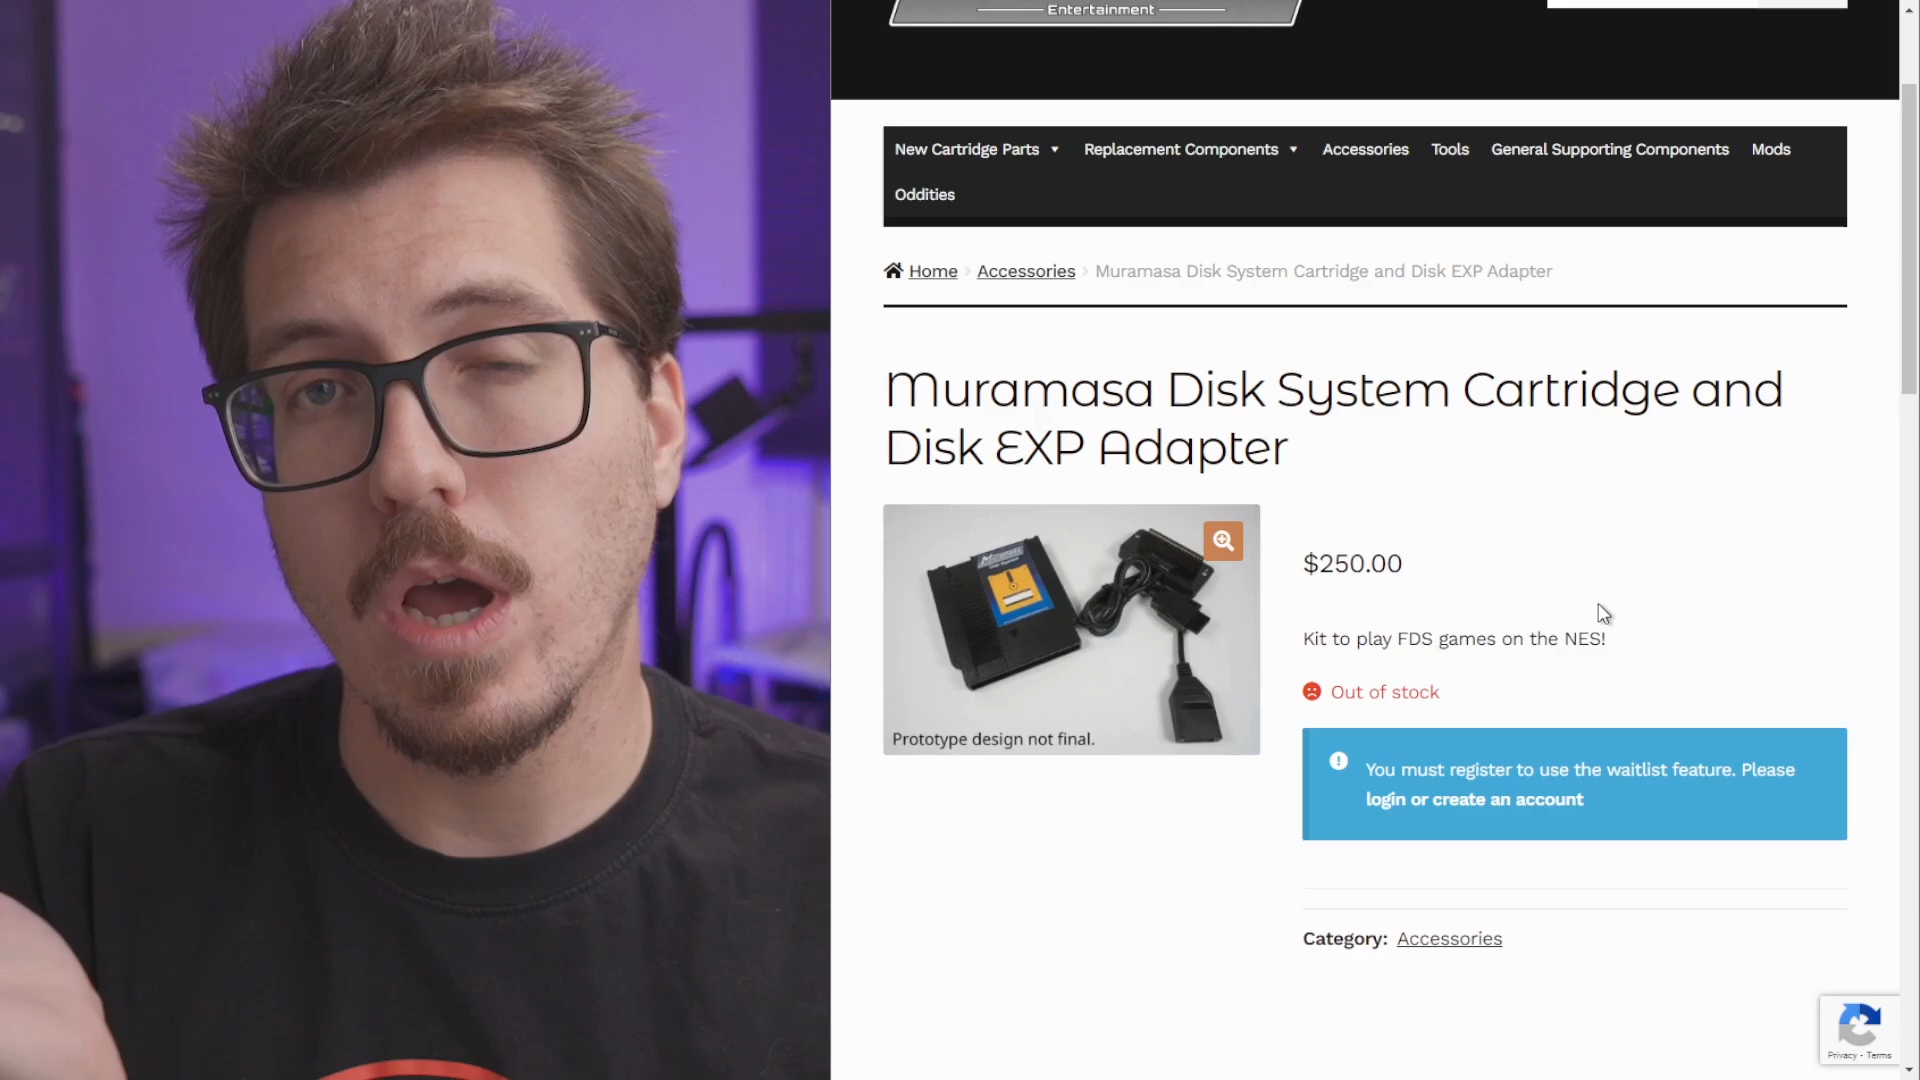 Entertainment
New Cartridge Parts
Replacement Components
Accessories
Tools
General Supporting Components
Mods
Oddities
Home
Accessories
Muramasa Disk System Cartridge and Disk EXP Adapter
Muramasa Disk System Cartridge and
Disk EXP Adapter
Prototype design not final.
$250.00
Kit to play FDS games on the NES!
Out of stock
You must register to use the waitlist feature. Please
login or create an account
Category: Accessories
Privacy - Terms